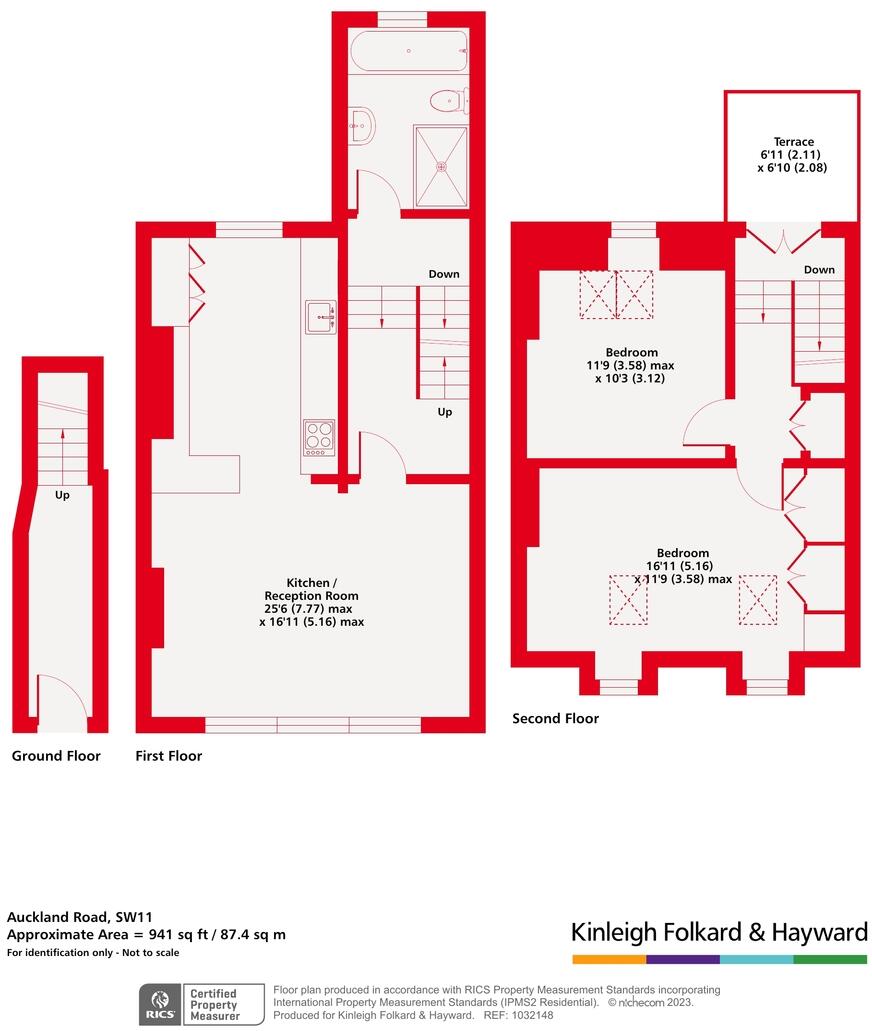 Terrace
6'11 (2.11)
x 6'10 (2.08)
Down
Down
Bedroom
11'9 (3.58) max
x 10'3 (3.12)
Up
Up
Bedroom
16'11 (5.16)
x 11'9 (3.58) max
Kitchen /
Reception Room
25'6 (7.77) max
x 16'11 (5.16) max
Second Floor
Ground Floor
First Floor
Auckland Road, SW11
Approximate Area = 941 sq ft / 87.4 sq m
For identification only - Not to scale
Kinleigh Folkard & Hayward
RICS
Certified
Property
Measurer
Floor plan produced in accordance with RICS Property Measurement Standards incorporating
International Property Measurement Standards (IPMS2 Residential). © nichecom 2023.
Produced for Kinleigh Folkard & Hayward. REF: 1032148